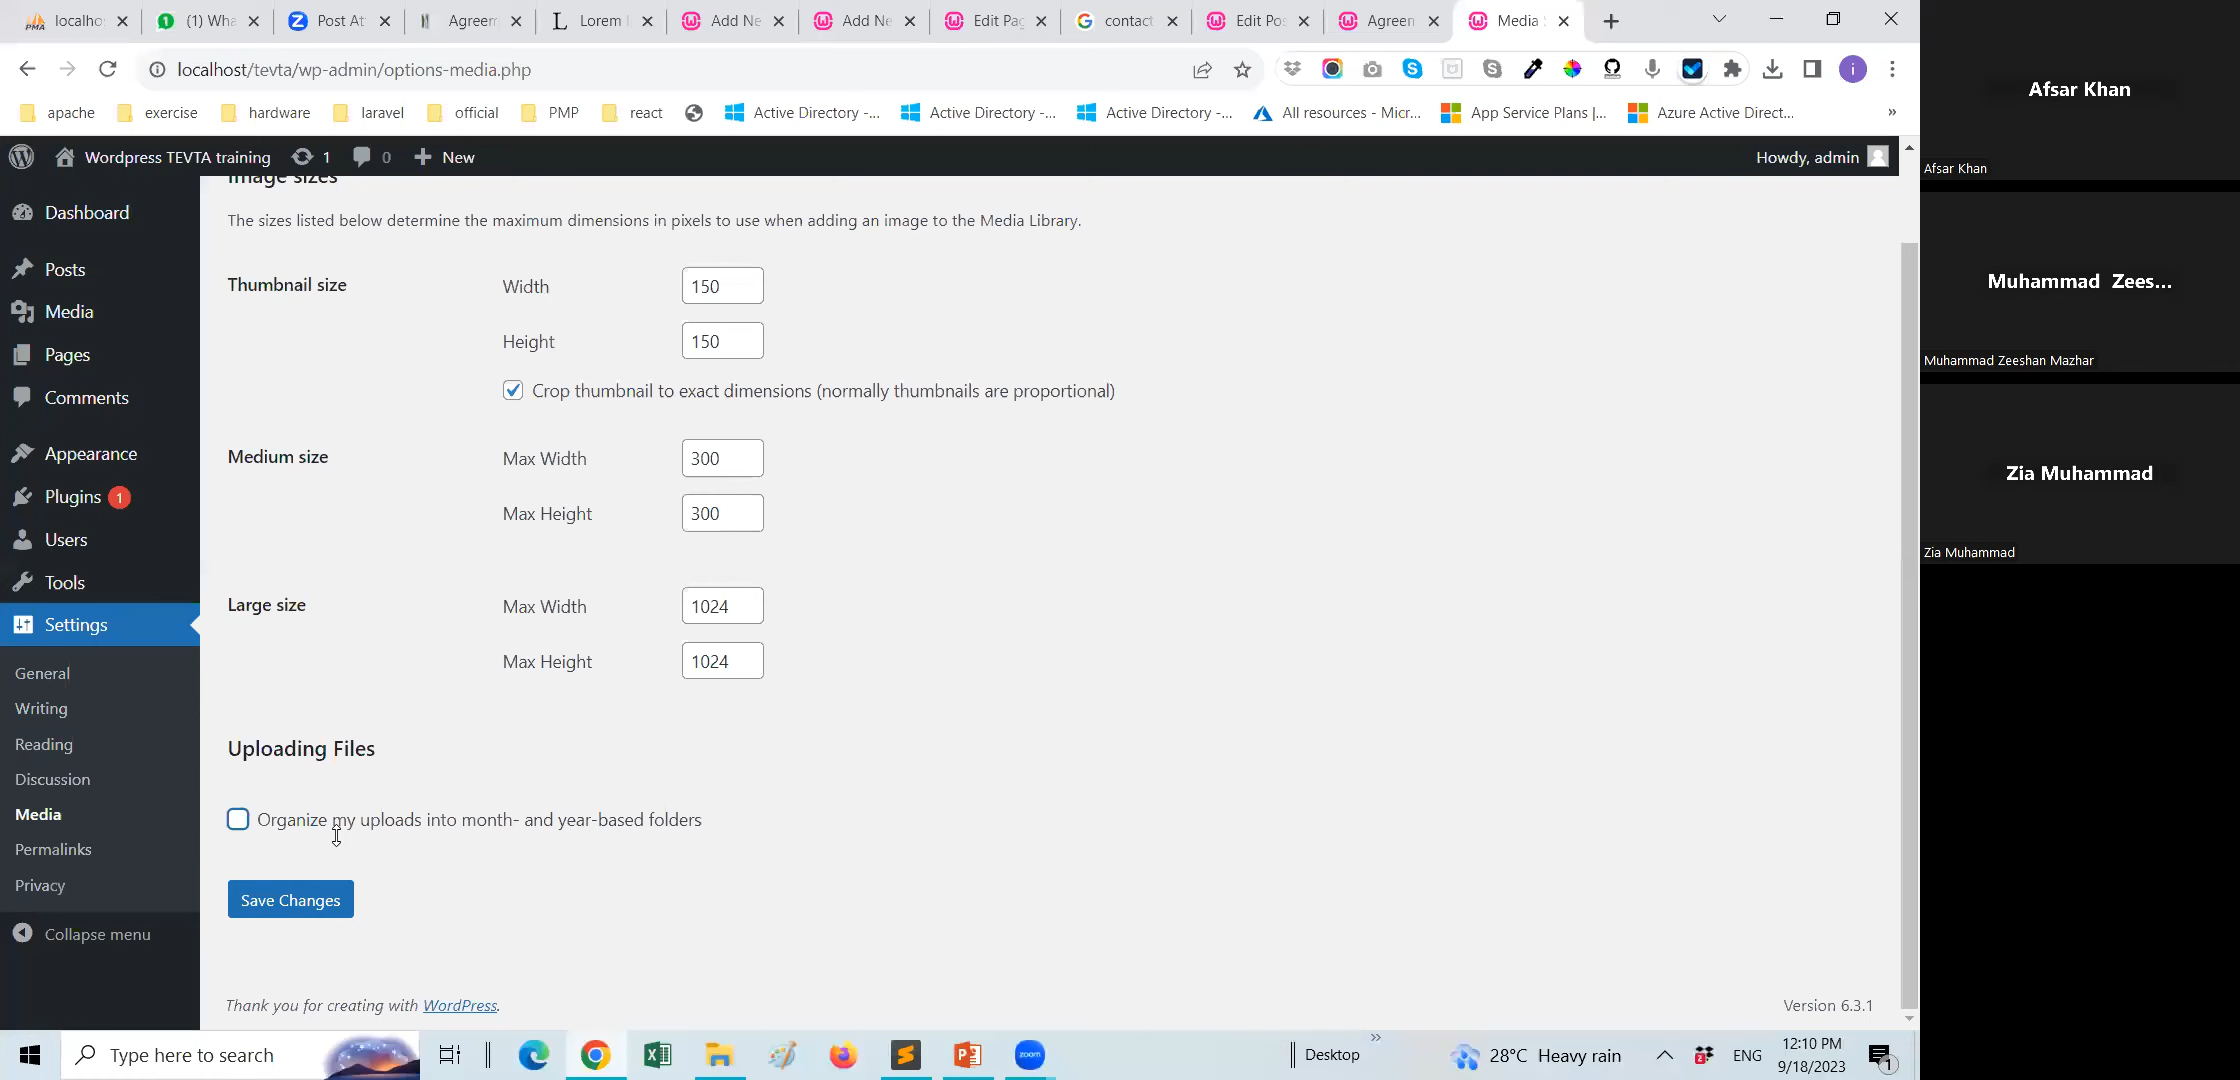 localho
(1) Wha
Post At
Agreem
Lorem
Add Ne
Add Ne
Edit Pag
contact
Edit Pos
Agreen
Media
localhost/tevta/wp-admin/options-media.php
apache
exercise
hardware
laravel
official
PMP
react
Active Directory -...
Active Directory -...
Active Directory -...
All resources - Micr...
App Service Plans |...
Azure Active Direct...
»
Wordpress TEVTA training
1
0
New
Howdy, admin
Dashboard
Posts
Media
Pages
Comments
Appearance
Plugins 1
Users
Tools
Settings
General
Writing
Reading
Discussion
Media
Permalinks
Privacy
Collapse menu
Image sizes
The sizes listed below determine the maximum dimensions in pixels to use when adding an image to the Media Library.
Thumbnail size
Width 150
Height 150
Crop thumbnail to exact dimensions (normally thumbnails are proportional)
Medium size
Max Width 300
Max Height 300
Large size
Max Width 1024
Max Height 1024
Uploading Files
Organize my uploads into month- and year-based folders
Save Changes
Thank you for creating with WordPress.
Version 6.3.1
Type here to search
Desktop
28°C Heavy rain
ENG
12:10 PM
9/18/2023
1
Afsar Khan
Afsar Khan
Muhammad Zees...
Muhammad Zeeshan Mazhar
Zia Muhammad
Zia Muhammad